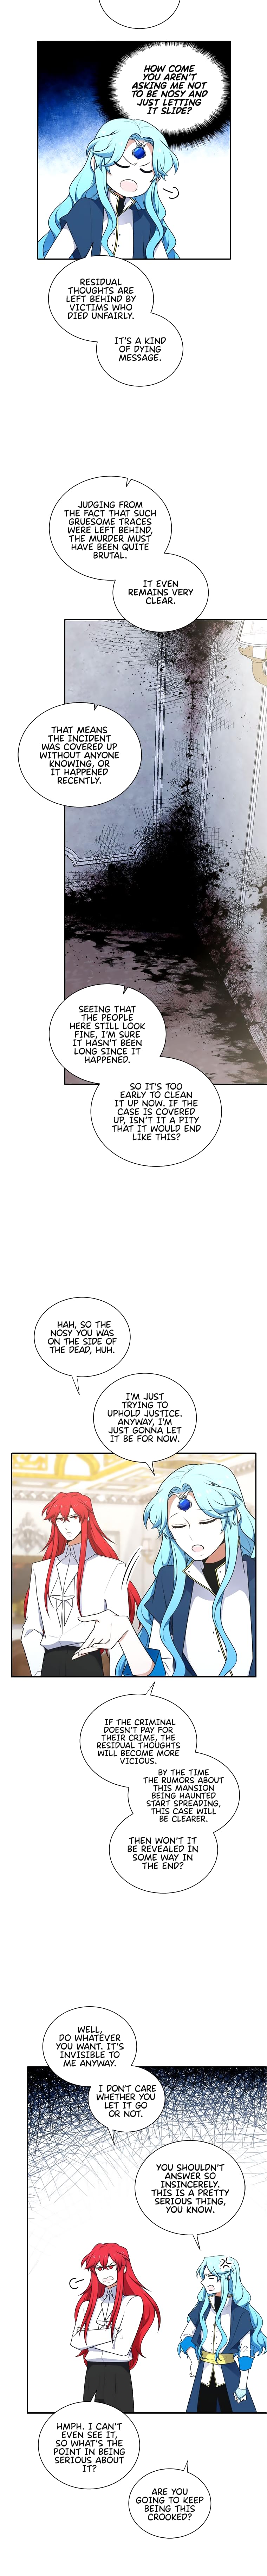 HOW COME
YOU AREN'T
ASKING ME NOT
TO BE NOSY AND
JUST LETTING
IT SLIDE?
RESIDUAL
THOUGHTS ARE
LEFT BEHIND BY
VICTIMS WHO
DIED UNFAIRLY.
IT'S A KIND
OF DYING
MESSAGE.
JUDGING FROM
THE FACT THAT SUCH
GRUESOME TRACES
WERE LEFT BEHIND,
THE MURDER MUST
HAVE BEEN QUITE
BRUTAL.
IT EVEN
REMAINS VERY
CLEAR.
THAT MEANS
THE INCIDENT
WAS COVERED UP
WITHOUT ANYONE
KNOWING, OR
IT HAPPENED
RECENTLY.
SEEING THAT
THE PEOPLE
HERE STILL LOOK
FINE, I'M SURE
IT HASN'T BEEN
LONG SINCE IT
HAPPENED.
SO IT'S TOO
EARLY TO CLEAN
IT UP NOW. IF THE
CASE IS COVERED
UP, ISN'T IT A PITY
THAT IT WOULD END
LIKE THIS?
HAH, SO THE
NOSY YOU WAS
ON THE SIDE OF
THE DEAD, HUH.
I'M JUST
TRYING TO
UPHOLD JUSTICE.
ANYWAY, I'M
JUST GONNA LET
IT BE FOR NOW.
IF THE CRIMINAL
DOESN'T PAY FOR
THEIR CRIME, THE
RESIDUAL THOUGHTS
WILL BECOME MORE
VICIOUS.
BY THE TIME
THE RUMORS ABOUT
THIS MANSION
BEING HAUNTED
START SPREADING,
THIS CASE WILL
BE CLEARER.
THEN WON'T IT
BE REVEALED IN
SOME WAY IN
THE END?
WELL,
DO WHATEVER
YOU WANT. IT'S
INVISIBLE TO
ME ANYWAY.
I DON'T CARE
WHETHER YOU
LET IT GO
OR NOT.
YOU SHOULDN'T
ANSWER SO
INSINCERELY.
THIS IS A PRETTY
SERIOUS THING,
YOU KNOW.
HMPH. I CAN'T
EVEN SEE IT,
SO WHAT'S THE
POINT IN BEING
SERIOUS ABOUT
IT?
ARE YOU
GOING TO KEEP
BEING THIS
CROOKED?